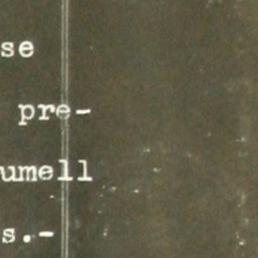 se
pre-
umell
s.-